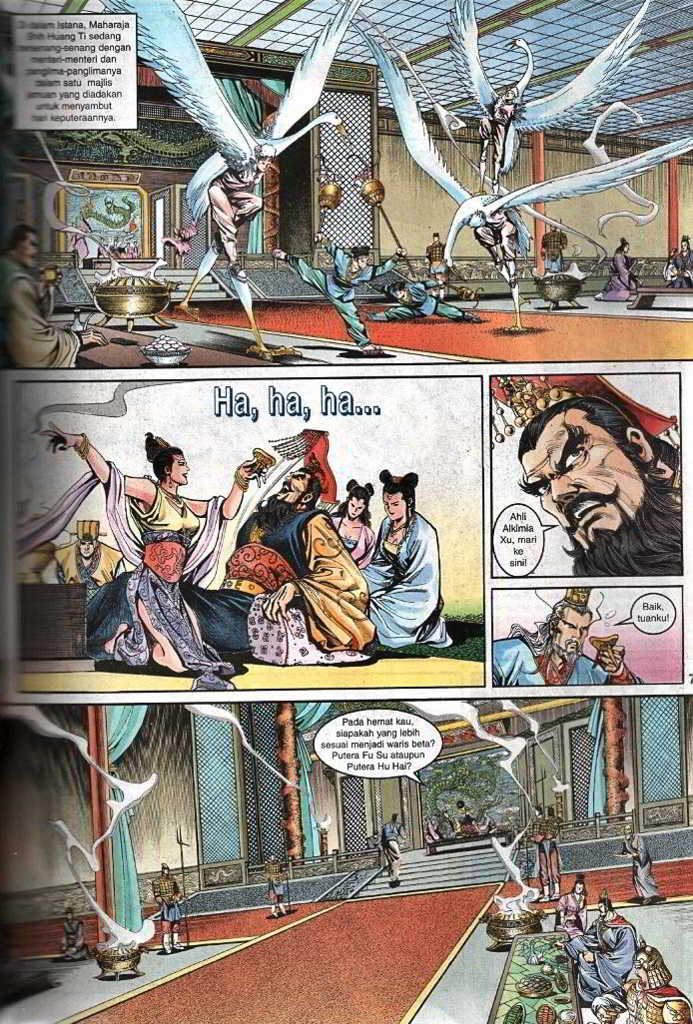 Di dalam Istana, Maharaja
Shih Huang Ti sedang
bersenang-senang dengan
menteri-menteri dan
panglima-panglimanya
dalam satu majlis
jamuan yang diadakan
untuk menyambut
hari keputeraannya.
Ha, ha, ha...
Ahli
Alkimia
Xu, mari
ke
sini!
Baik,
tuanku!
7
Pada hemat kau,
siapakah yang lebih
sesuai menjadi waris beta?
Putera Fu Su ataupun
Putera Hu Hai?